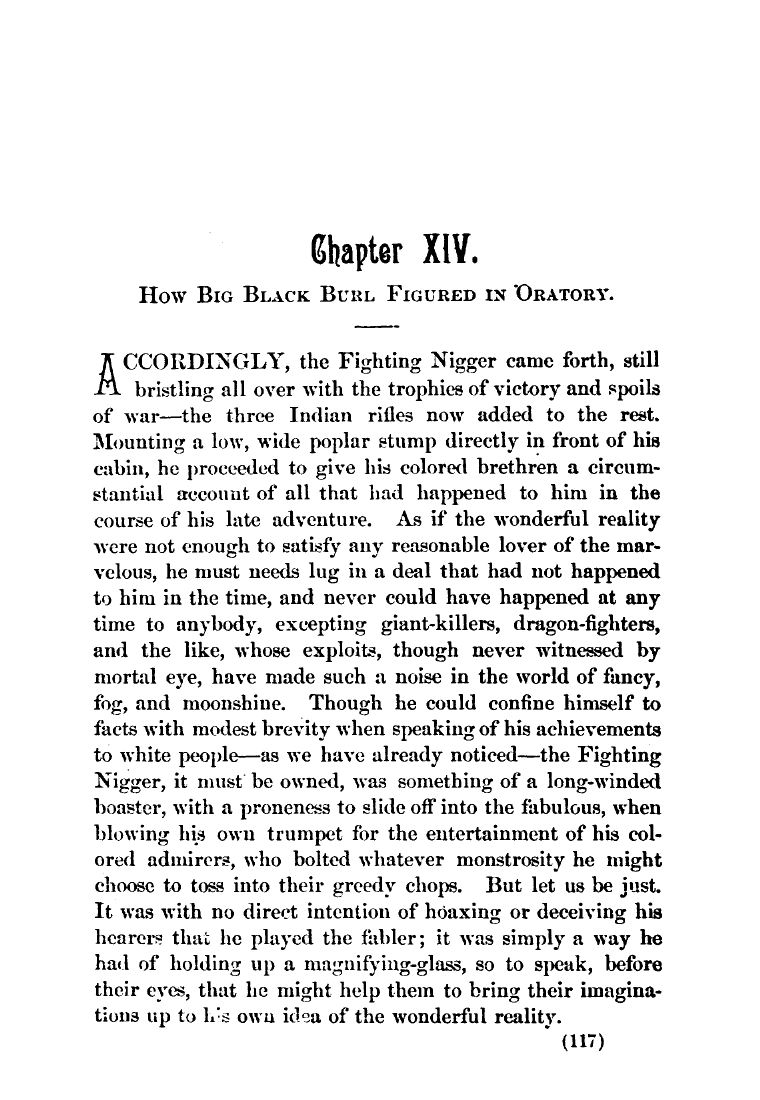 Chapter XIV.
How Big Black Burl Figured in Oratory.
ACCORDINGLY, the Fighting Nigger came forth, still
bristling all over with the trophies of victory and spoils
of war—the three Indian rifles now added to the rest.
Mounting a low, wide poplar stump directly in front of his
cabin, he proceeded to give his colored brethren a circum-
stantial account of all that had happened to him in the
course of his late adventure. As if the wonderful reality
were not enough to satisfy any reasonable lover of the mar-
velous, he must needs lug in a deal that had not happened
to him in the time, and never could have happened at any
time to anybody, excepting giant-killers, dragon-fighters,
and the like, whose exploits, though never witnessed by
mortal eye, have made such a noise in the world of fancy,
fog, and moonshine. Though he could confine himself to
facts with modest brevity when speaking of his achievements
to white people—as we have already noticed—the Fighting
Nigger, it must be owned, was something of a long-winded
boaster, with a proneness to slide off into the fabulous, when
blowing his own trumpet for the entertainment of his col-
ored admirers, who bolted whatever monstrosity he might
choose to toss into their greedy chops. But let us be just.
It was with no direct intention of hoaxing or deceiving his
hearers that he played the fabler; it was simply a way he
had of holding up a magnifying-glass, so to speak, before
their eyes, that he might help them to bring their imagina-
tions up to his own idea of the wonderful reality.
(117)